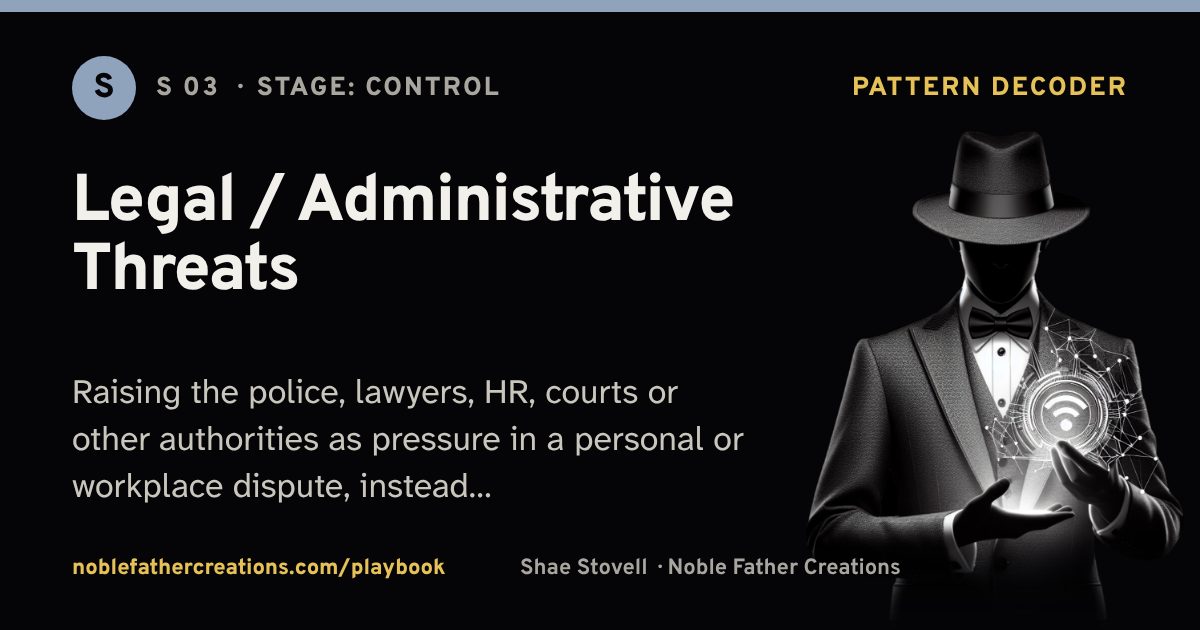 S
S 03 · STAGE: CONTROL
PATTERN DECODER
Legal / Administrative
Threats
Raising the police, lawyers, HR, courts or
other authorities as pressure in a personal or
workplace dispute, instead...
noblefathercreations.com/playbook
Shae Stovell · Noble Father Creations